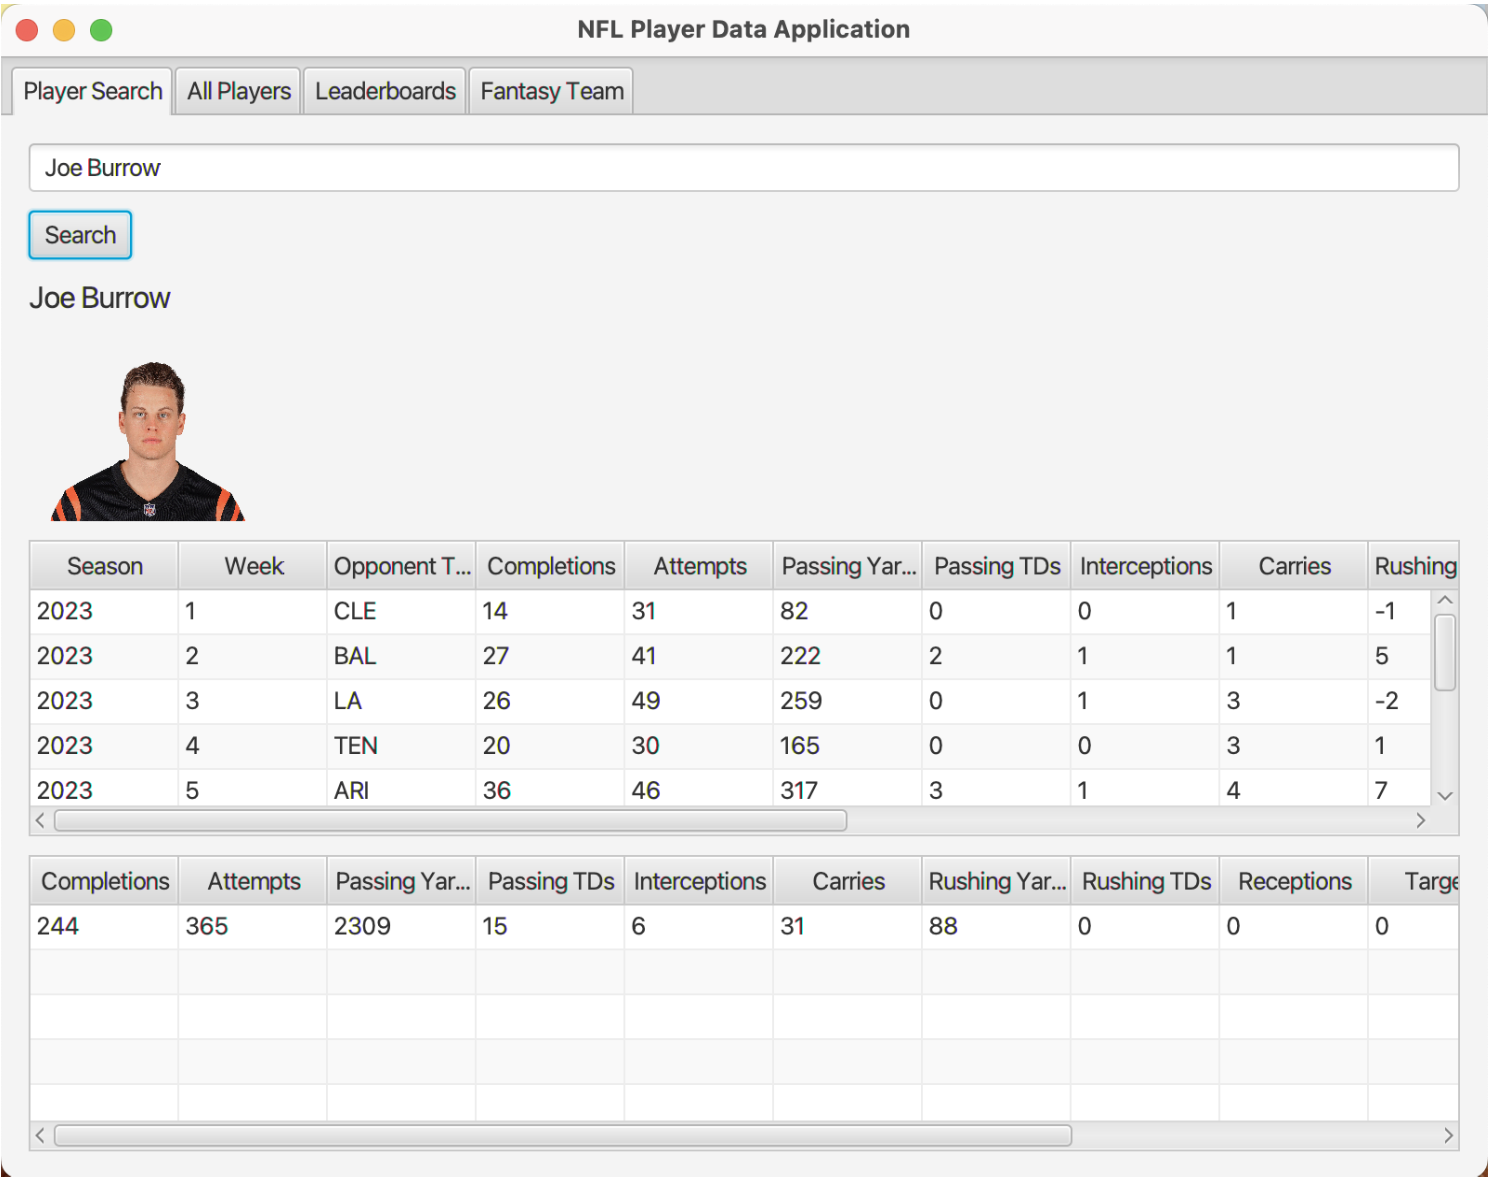 NFL Player Data Application
Player Search All Players Leaderboards Fantasy Team
Joe Burrow
Search
Joe Burrow
Season Week Opponent T... Completions Attempts Passing Yar... Passing TDs Interceptions Carries Rushing
2023 1 CLE 14 31 82 0 0 1 -1
2023 2 BAL 27 41 222 2 1 1 5
2023 3 LA 26 49 259 0 1 3 -2
2023 4 TEN 20 30 165 0 0 3 1
2023 5 ARI 36 46 317 3 1 4 7
Completions Attempts Passing Yar... Passing TDs Interceptions Carries Rushing Yar... Rushing TDs Receptions Targe
244 365 2309 15 6 31 88 0 0 0